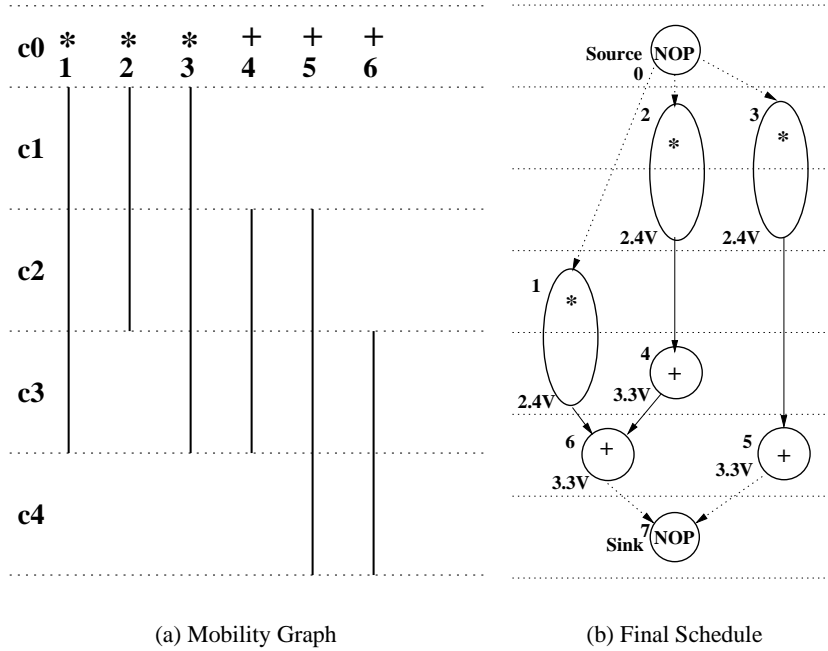 c0 * * * + + +
1 2 3 4 5 6
c1
c2
c3
c4
(a) Mobility Graph
Source NOP
0
2 3
* *
2.4V 2.4V
1
*
4
+
2.4V 3.3V
6 + 5 +
3.3V 3.3V
7
Sink NOP
(b) Final Schedule